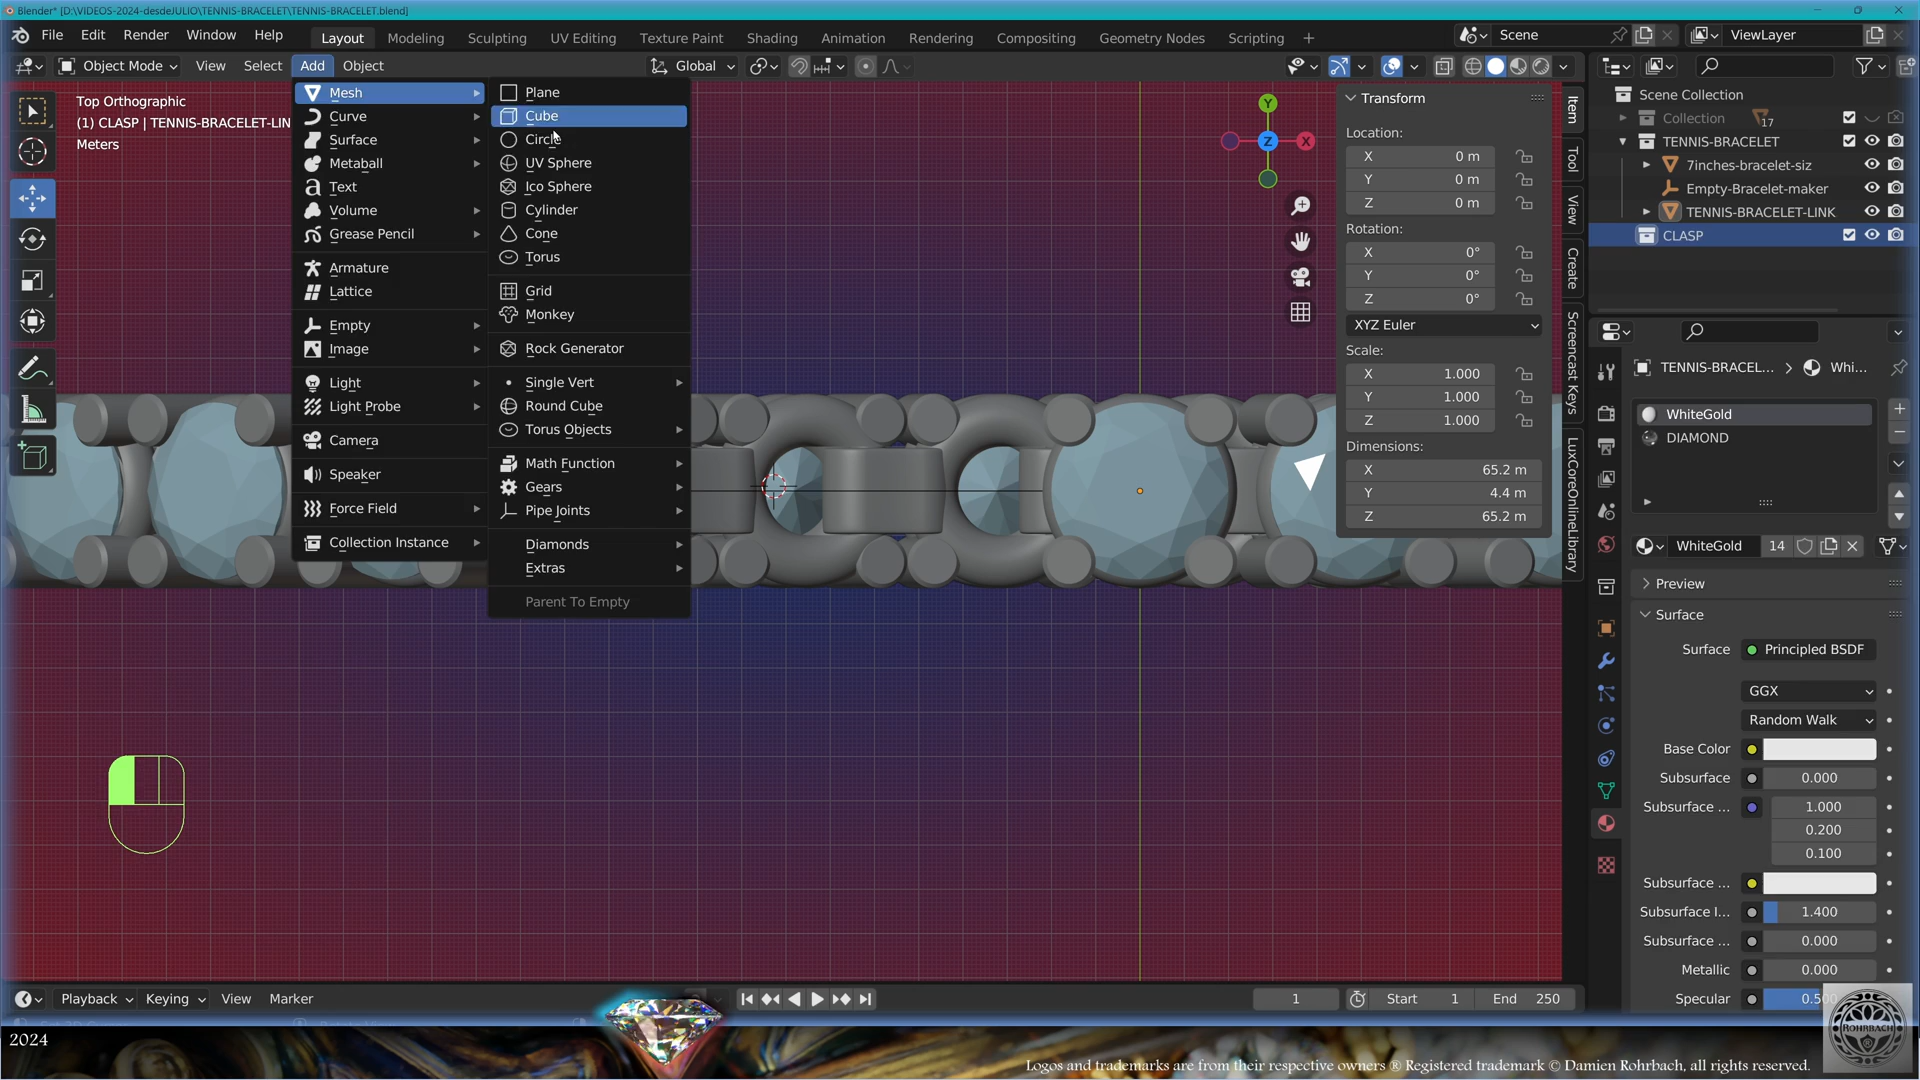 Blender* [D:\VIDEOS-2024-desdeJULIO\TENNIS-BRACELET\TENNIS-BRACELET.blend]
File Edit Render Window Help
Layout Modeling Sculpting UV Editing Texture Paint Shading Animation Rendering Compositing Geometry Nodes Scripting +
Scene
ViewLayer
Object Mode View Select Add Object
Global
Top Orthographic
(1) CLASP | TENNIS-BRACELET-LIN
Meters
Mesh
Curve
Surface
Metaball
Text
Volume
Grease Pencil
Armature
Lattice
Empty
Image
Light
Light Probe
Camera
Speaker
Force Field
Collection Instance
Plane
Cube
Circle
UV Sphere
Ico Sphere
Cylinder
Cone
Torus
Grid
Monkey
Rock Generator
Single Vert
Round Cube
Torus Objects
Math Function
Gears
Pipe Joints
Diamonds
Extras
Parent To Empty
Y
Z
X
Transform
Location:
X 0 m
Y 0 m
Z 0 m
Rotation:
X 0°
Y 0°
Z 0°
XYZ Euler
Scale:
X 1.000
Y 1.000
Z 1.000
Dimensions:
X 65.2 m
Y 4.4 m
Z 65.2 m
Item
Tool
View
Create
Screencast Keys
LuxCoreOnlineLibrary
Scene Collection
Collection 17
TENNIS-BRACELET
7inches-bracelet-siz
Empty-Bracelet-maker
TENNIS-BRACELET-LINK
CLASP
TENNIS-BRACEL... > Whi...
WhiteGold
DIAMOND
WhiteGold 14
Preview
Surface
Surface Principled BSDF
GGX
Random Walk
Base Color
Subsurface 0.000
Subsurface ... 1.000
0.200
0.100
Subsurface ...
Subsurface I... 1.400
Subsurface ... 0.000
Metallic 0.000
Specular 0.50
Playback Keying View Marker
1
Start 1 End 250
2024
ROHRBACH
®
Logos and trademarks are from their respective owners ® Registered trademark © Damien Rohrbach, all rights reserved.